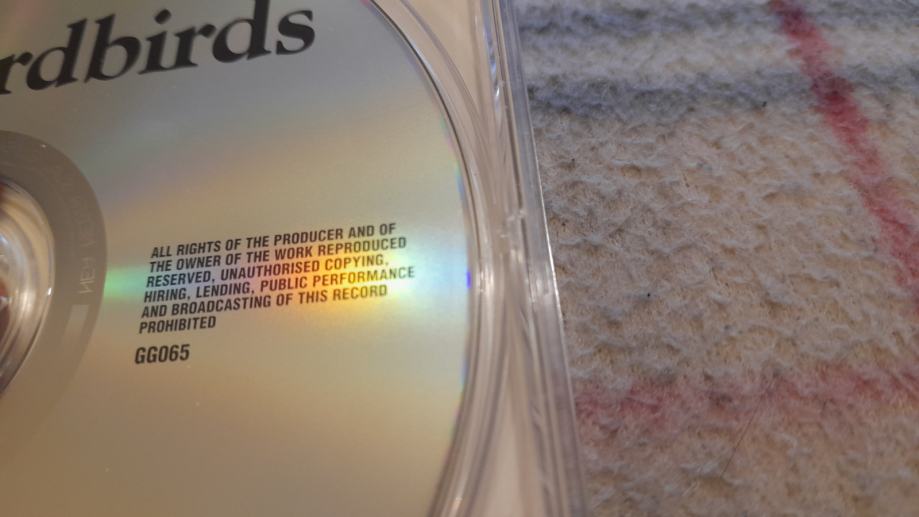 rdbirds
ALL RIGHTS OF THE PRODUCER AND OF
THE OWNER OF THE WORK REPRODUCED
RESERVED, UNAUTHORISED COPYING,
HIRING, LENDING, PUBLIC PERFORMANCE
AND BROADCASTING OF THIS RECORD
PROHIBITED
GG065